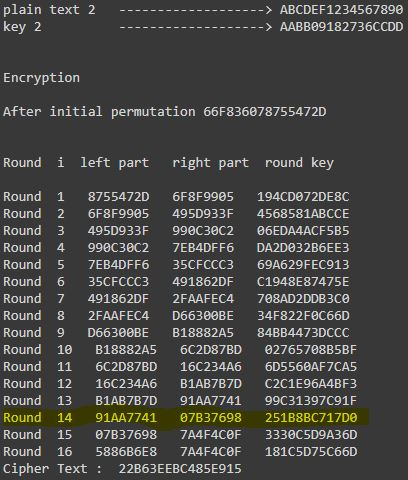 plain text 2 -------------------> ABCDEF1234567890
key 2 -------------------> AABB09182736CCDD
Encryption
After initial permutation 66F836078755472D
Round i left part right part round key
Round 1 8755472D 6F8F9905 194CD072DE8C
Round 2 6F8F9905 495D933F 4568581ABCCE
Round 3 495D933F 990C30C2 06EDA4ACF5B5
Round 4 990C30C2 7EB4DFF6 DA2D032B6EE3
Round 5 7EB4DFF6 35CFCCC3 69A629FEC913
Round 6 35CFCCC3 491862DF C1948E87475E
Round 7 491862DF 2FAAFEC4 708AD2DDB3C0
Round 8 2FAAFEC4 D66300BE 34F822F0C66D
Round 9 D66300BE B18882A5 84BB4473DCCC
Round 10 B18882A5 6C2D87BD 02765708B5BF
Round 11 6C2D87BD 16C234A6 6D5560AF7CA5
Round 12 16C234A6 B1AB7B7D C2C1E96A4BF3
Round 13 B1AB7B7D 91AA7741 99C31397C91F
Round 14 91AA7741 07B37698 251B8BC717D0
Round 15 07B37698 7A4F4C0F 3330C5D9A36D
Round 16 5886B6E8 7A4F4C0F 181C5D75C66D
Cipher Text : 22B63EEBC485E915